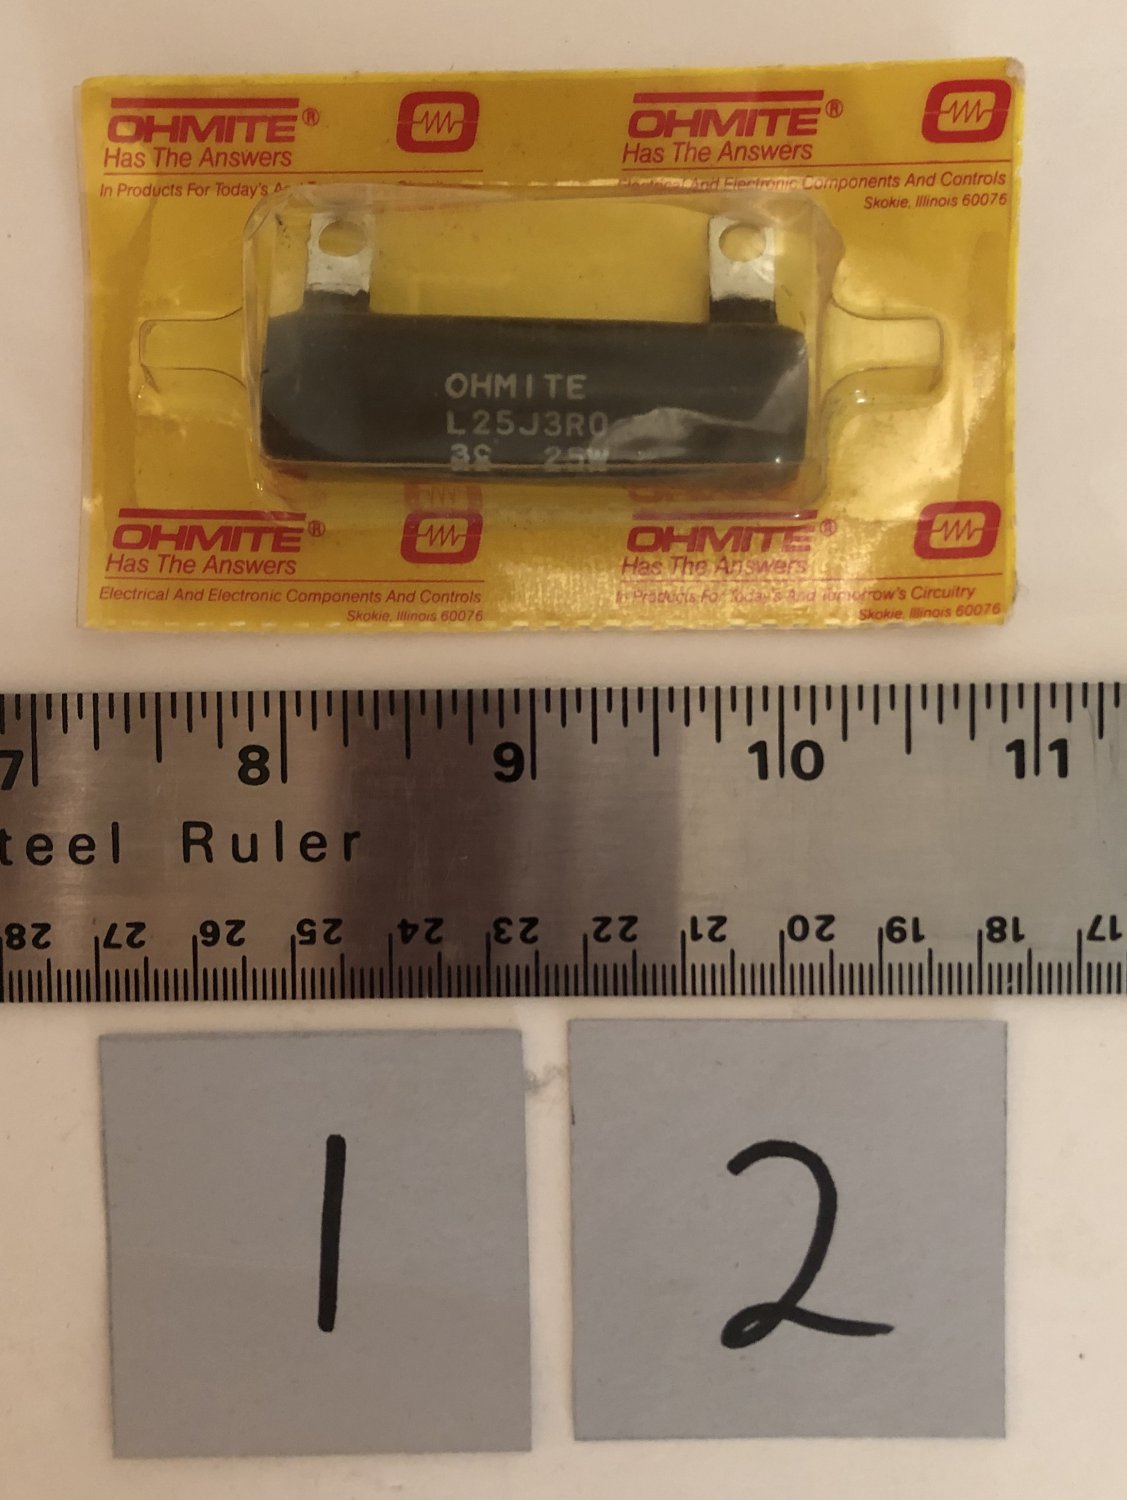 OHMITE®
Has The Answers
In Products For Today's
OHMITE®
Has The Answers
Electrical And Electronic Components And Controls
Skokie, Illinois 60076
OHMITE
L25J3R0
3Ω 25W
OHMITE®
Has The Answers
Electrical And Electronic Components And Controls
Skokie, Illinois 60076
OHMITE®
Has The Answers
In Products For Today's And Tomorrow's Circuitry
Skokie, Illinois 60076
7 8 9 10 11
teel Ruler
28 27 26 25 24 23 22 21 20 19 18 17
1 2